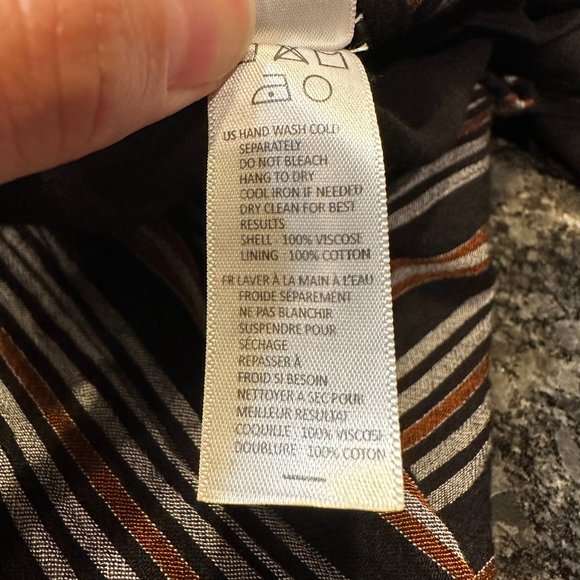 US HAND WASH COLD
SEPARATELY
DO NOT BLEACH
HANG TO DRY
COOL IRON IF NEEDED
DRY CLEAN FOR BEST
RESULTS
SHELL : 100% VISCOSE
LINING : 100% COTTON
FR LAVER À LA MAIN À L'EAU
FROIDE SÉPAREMENT
NE PAS BLANCHIR
SUSPENDRE POUR
SÉCHAGE
REPASSER À
FROID SI BESOIN
NETTOYER A SEC POUR
MEILLEUR RESULTAT
COQUILLE : 100% VISCOSE
DOUBLURE : 100% COTON